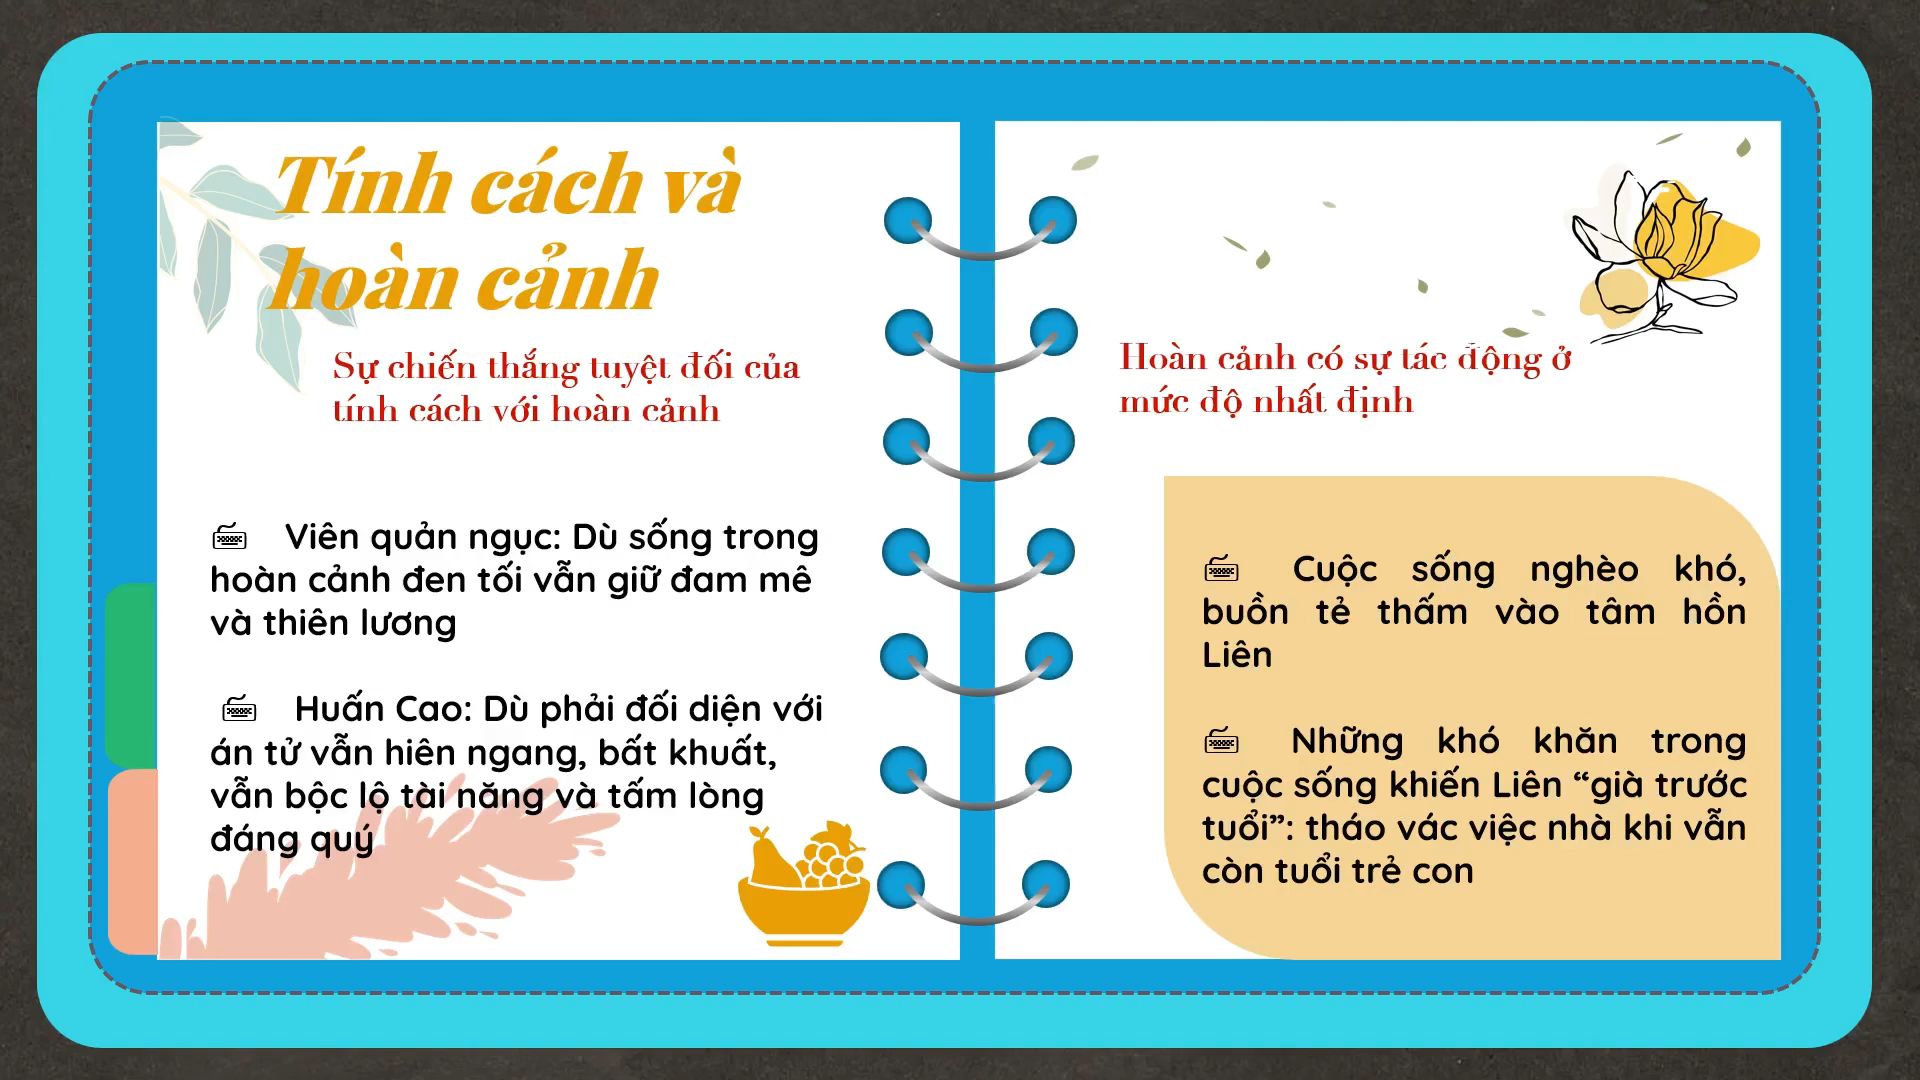 Tính cách và
hoàn cảnh
Sự chiến thắng tuyệt đối của
tính cách với hoàn cảnh
Viên quản ngục: Dù sống trong
hoàn cảnh đen tối vẫn giữ đam mê
và thiên lương
Huấn Cao: Dù phải đối diện với
án tử vẫn hiên ngang, bất khuất,
vẫn bộc lộ tài năng và tấm lòng
đáng quý
Hoàn cảnh có sự tác động ở
mức độ nhất định
Cuộc sống nghèo khó,
buồn tẻ thấm vào tâm hồn
Liên
Những khó khăn trong
cuộc sống khiến Liên “già trước
tuổi”: tháo vác việc nhà khi vẫn
còn tuổi trẻ con